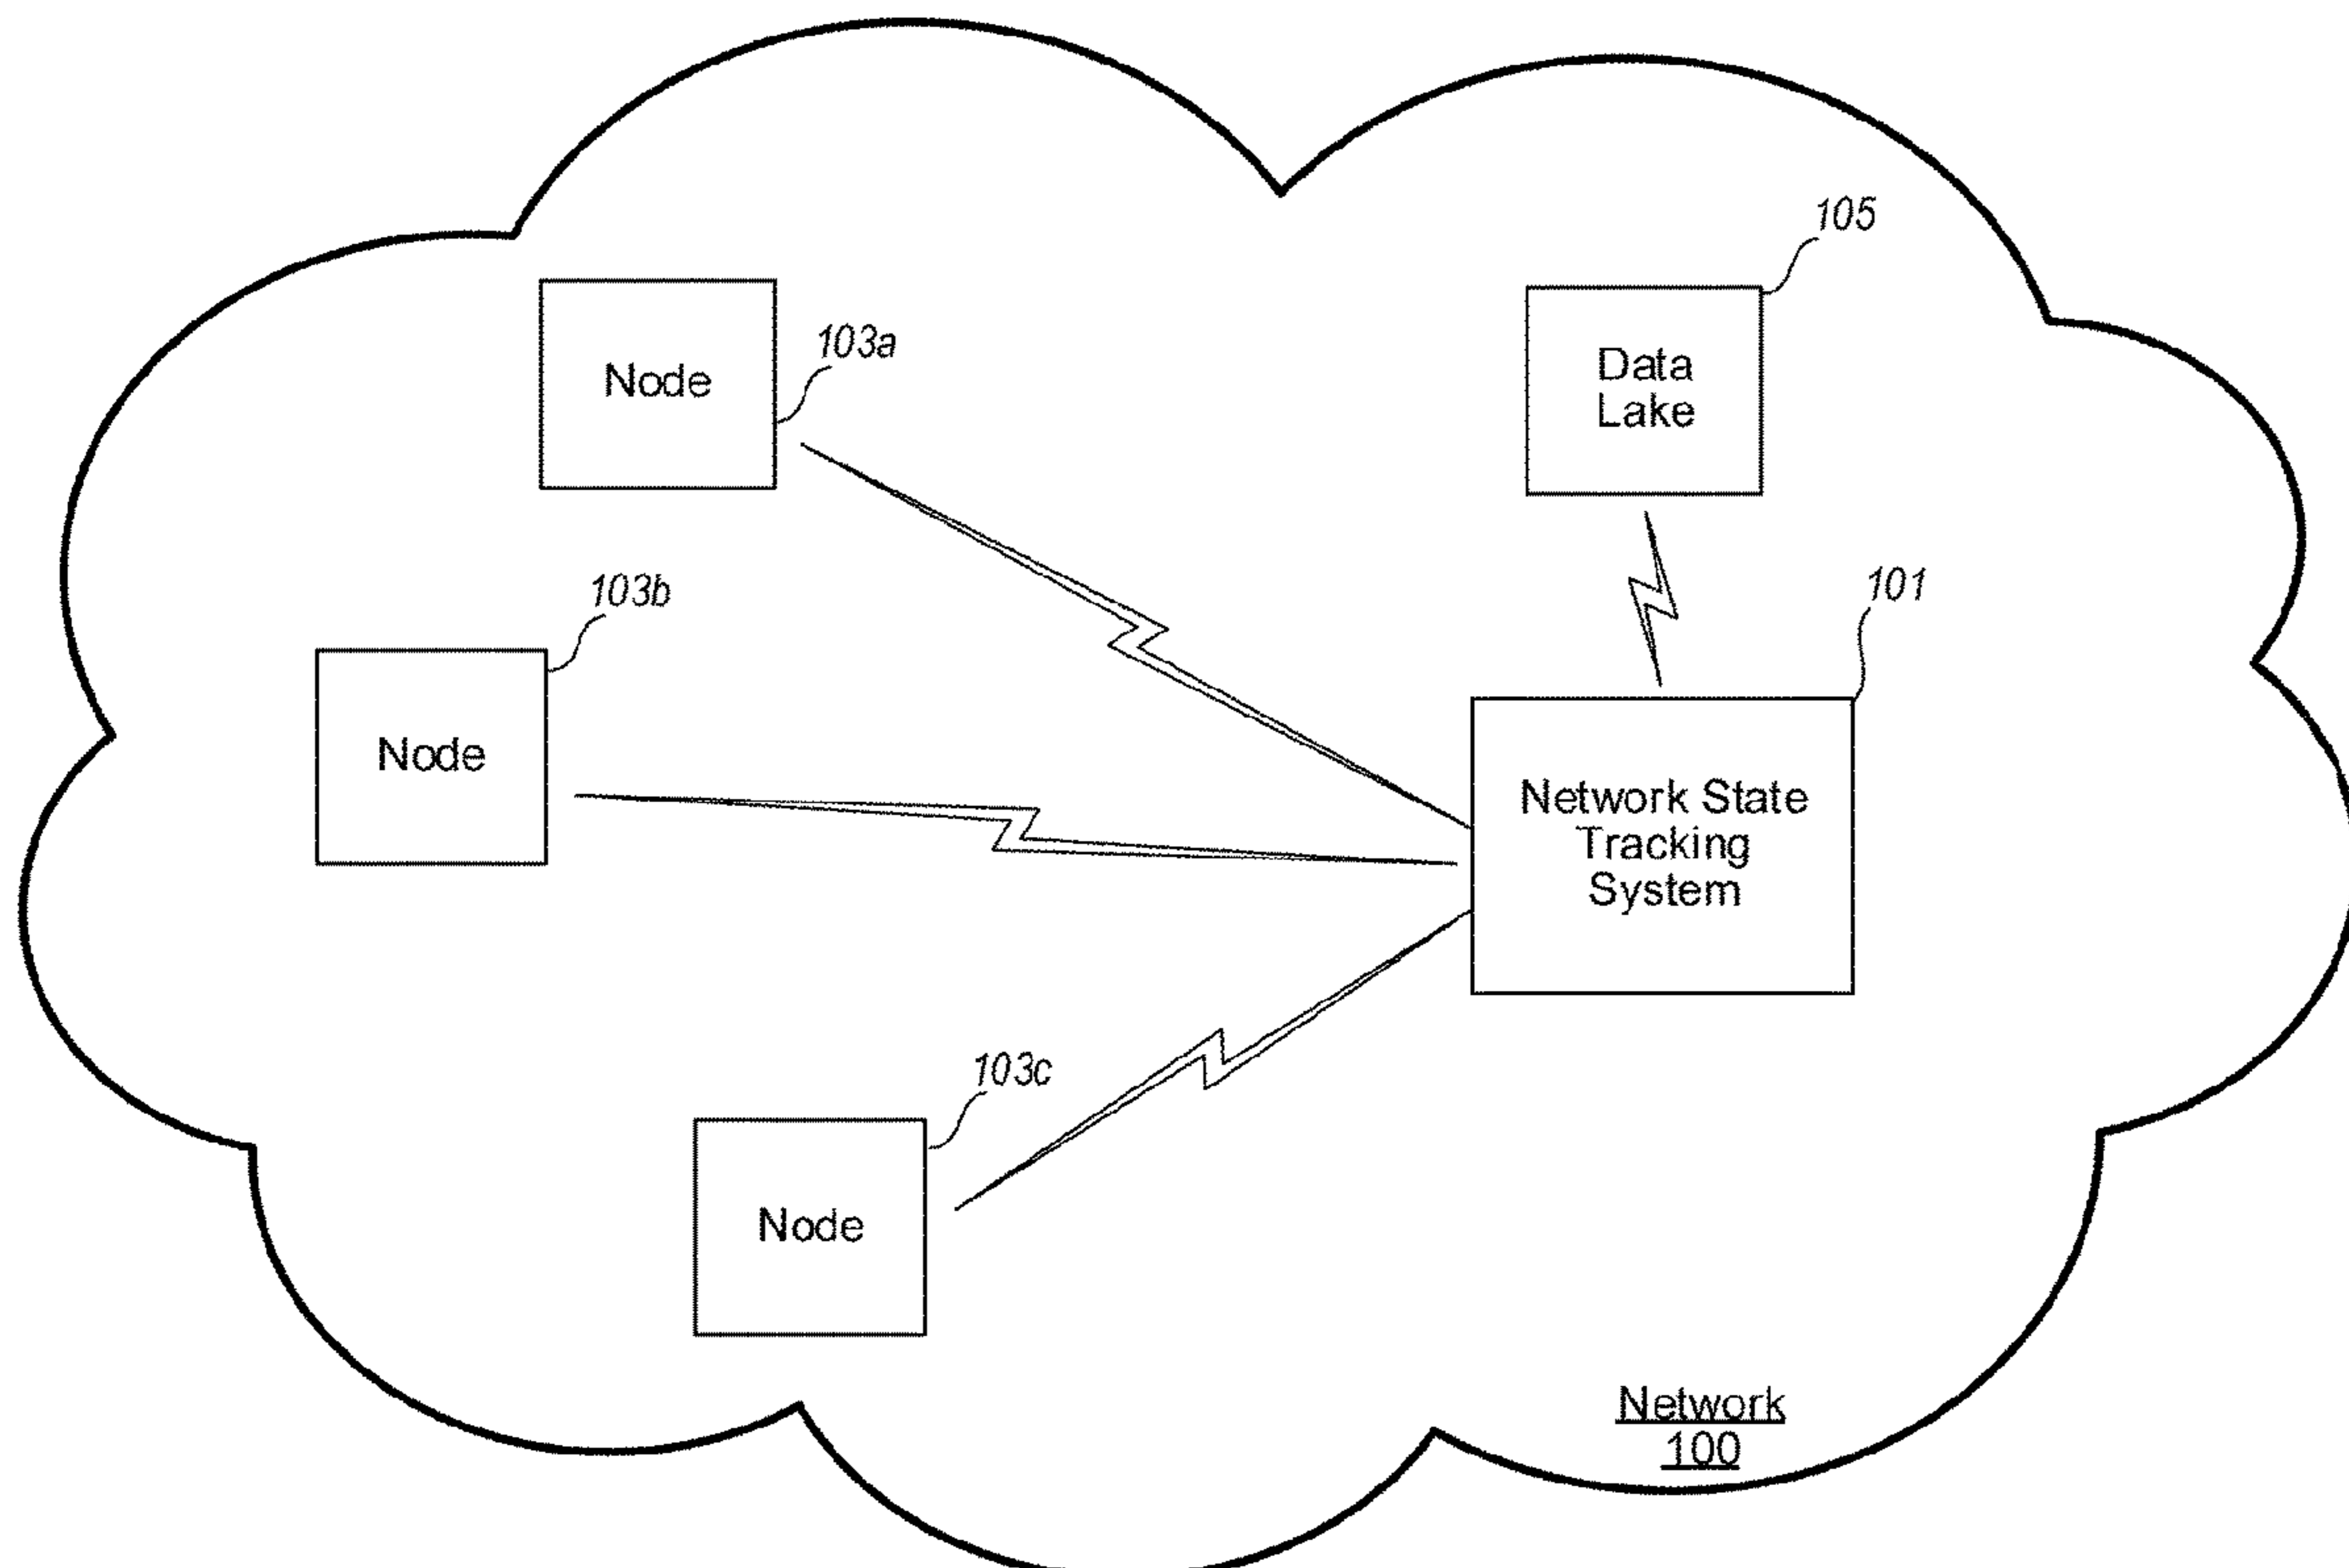 105
103a
Node
Data
Lake
103b
101
Node
Network State
Tracking
System
103c
Node
Network
100